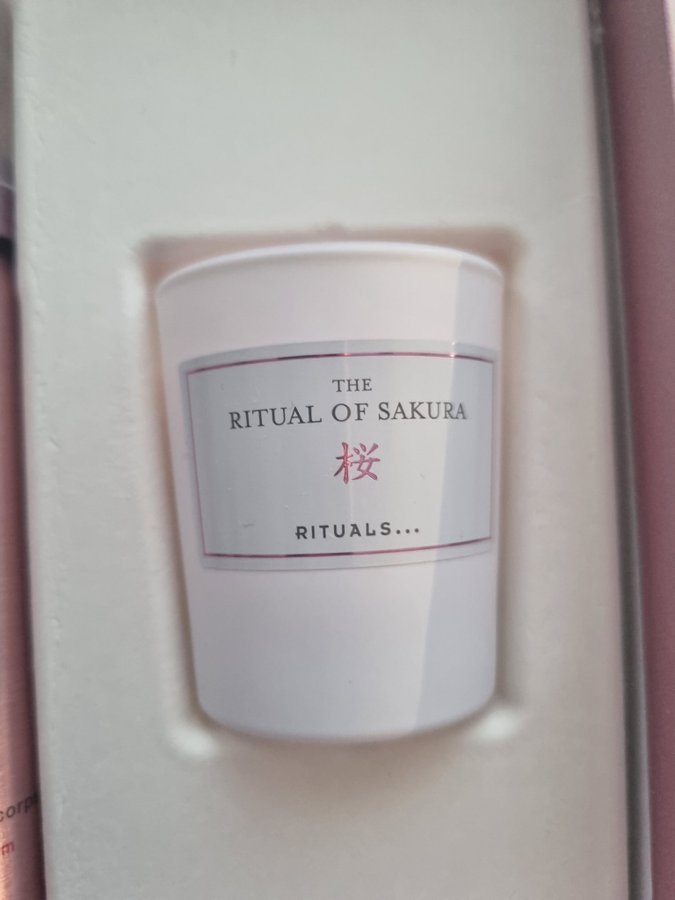 THE
RITUAL OF SAKURA
桜
RITUALS...